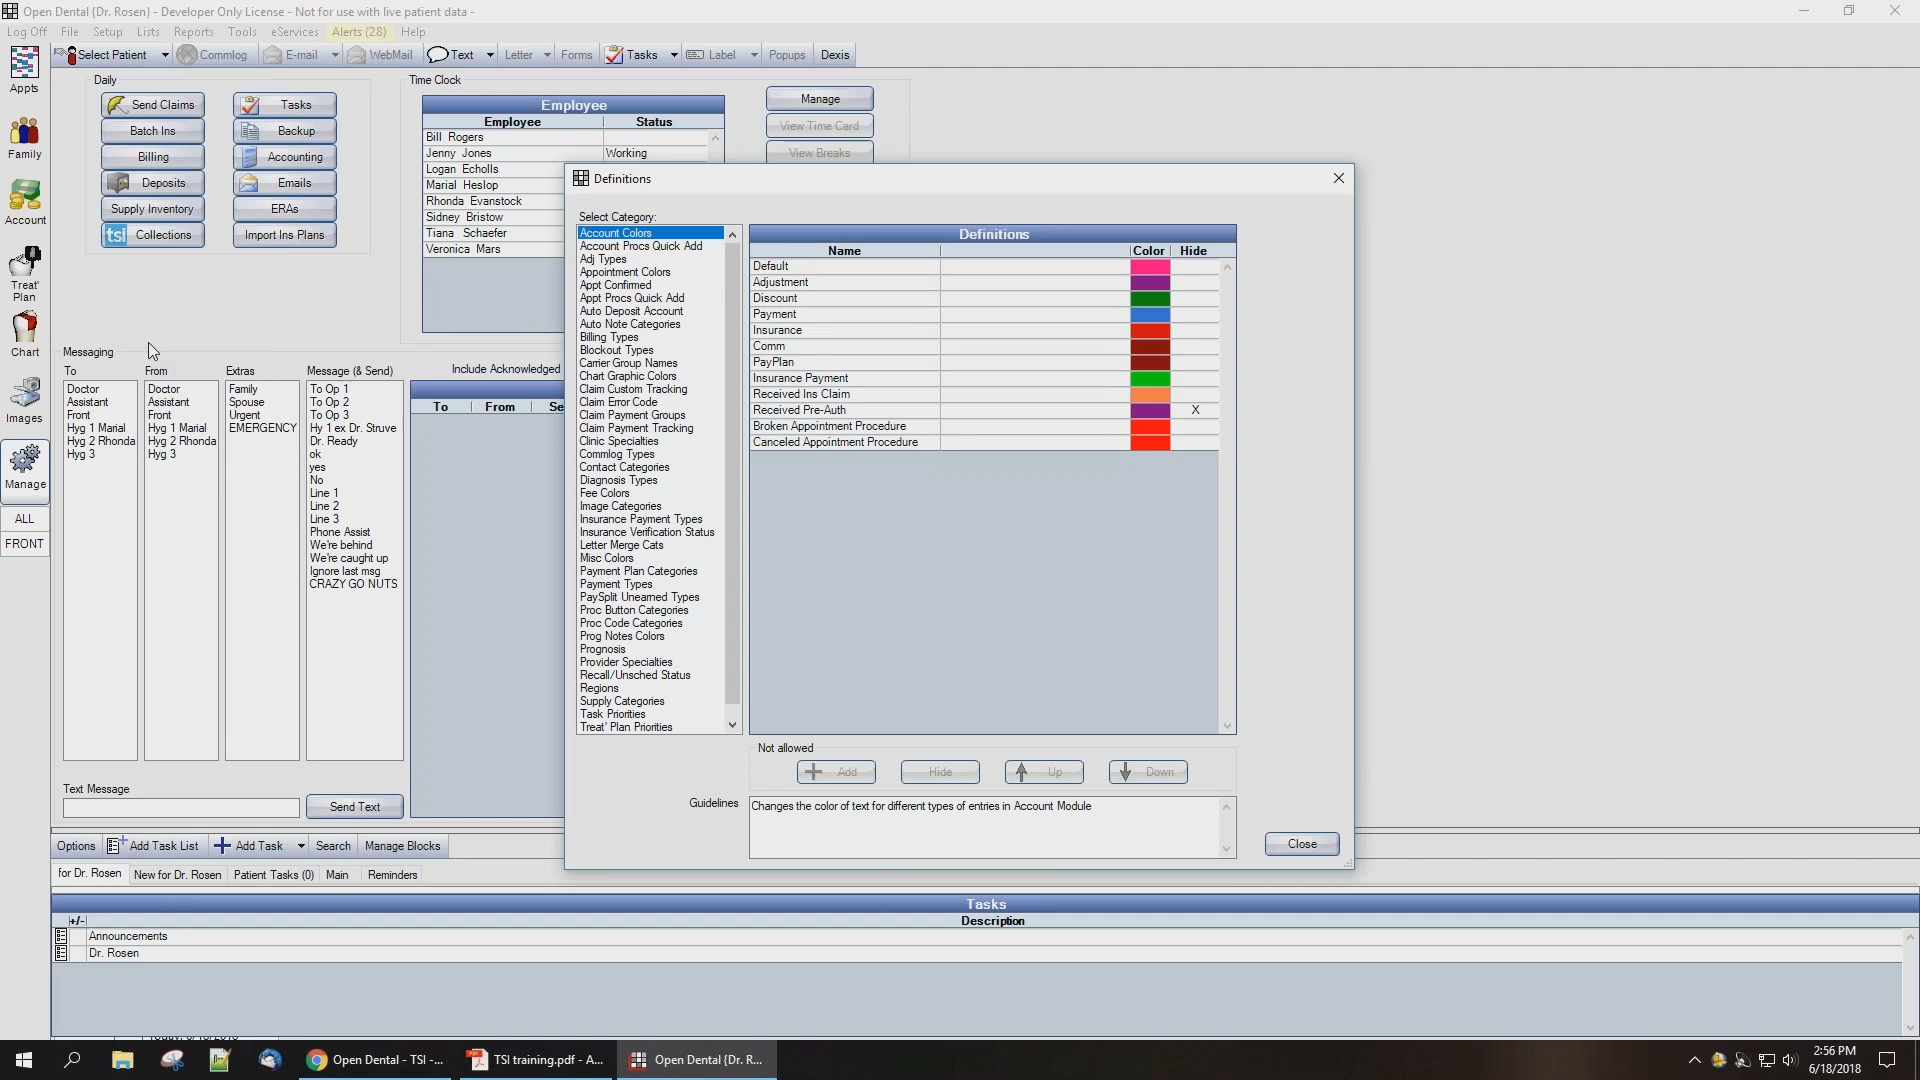 Open Dental {Dr. Rosen} - Developer Only License - Not for use with live patient data -
Log Off File Setup Lists Reports Tools eServices Alerts (28) Help
Select Patient Commlog E-mail WebMail Text Letter Forms Tasks Label Popups Dexis
Appts
Family
Account
Treat'
Plan
Chart
Images
Manage
ALL
FRONT
Daily
Send Claims
Batch Ins
Billing
Deposits
Supply Inventory
tsi Collections
Tasks
Backup
Accounting
Emails
ERAs
Import Ins Plans
Time Clock
Employee
Employee Status
Bill Rogers
Jenny Jones Working
Logan Echolls
Marial Heslop
Rhonda Evanstock
Sidney Bristow
Tiana Schaefer
Veronica Mars
Manage
View Time Card
View Breaks
Messaging
To
Doctor
Assistant
Front
Hyg 1 Marial
Hyg 2 Rhonda
Hyg 3
From
Doctor
Assistant
Front
Hyg 1 Marial
Hyg 2 Rhonda
Hyg 3
Extras
Family
Spouse
Urgent
EMERGENCY
Message (& Send)
To Op 1
To Op 2
To Op 3
Hy 1 ex Dr. Struve
Dr. Ready
ok
yes
No
Line 1
Line 2
Line 3
Phone Assist
We're behind
We're caught up
Ignore last msg
CRAZY GO NUTS
Include Acknowledged
To From Se
Text Message
Send Text
Definitions
Select Category:
Account Colors
Account Procs Quick Add
Adj Types
Appointment Colors
Appt Confirmed
Appt Procs Quick Add
Auto Deposit Account
Auto Note Categories
Billing Types
Blockout Types
Carrier Group Names
Chart Graphic Colors
Claim Custom Tracking
Claim Error Code
Claim Payment Groups
Claim Payment Tracking
Clinic Specialties
Commlog Types
Contact Categories
Diagnosis Types
Fee Colors
Image Categories
Insurance Payment Types
Insurance Verification Status
Letter Merge Cats
Misc Colors
Payment Plan Categories
Payment Types
PaySplit Unearned Types
Proc Button Categories
Proc Code Categories
Prog Notes Colors
Prognosis
Provider Specialties
Recall/Unsched Status
Regions
Supply Categories
Task Priorities
Treat' Plan Priorities
Definitions
Name Color Hide
Default
Adjustment
Discount
Payment
Insurance
Comm
PayPlan
Insurance Payment
Received Ins Claim
Received Pre-Auth X
Broken Appointment Procedure
Canceled Appointment Procedure
Not allowed
Add Hide Up Down
Guidelines
Changes the color of text for different types of entries in Account Module
Close
Options Add Task List Add Task Search Manage Blocks
for Dr. Rosen New for Dr. Rosen Patient Tasks (0) Main Reminders
Tasks
+/- Description
Announcements
Dr. Rosen
Open Dental - TSI -... TSI training.pdf - A... Open Dental {Dr. R...
2:56 PM
6/18/2018